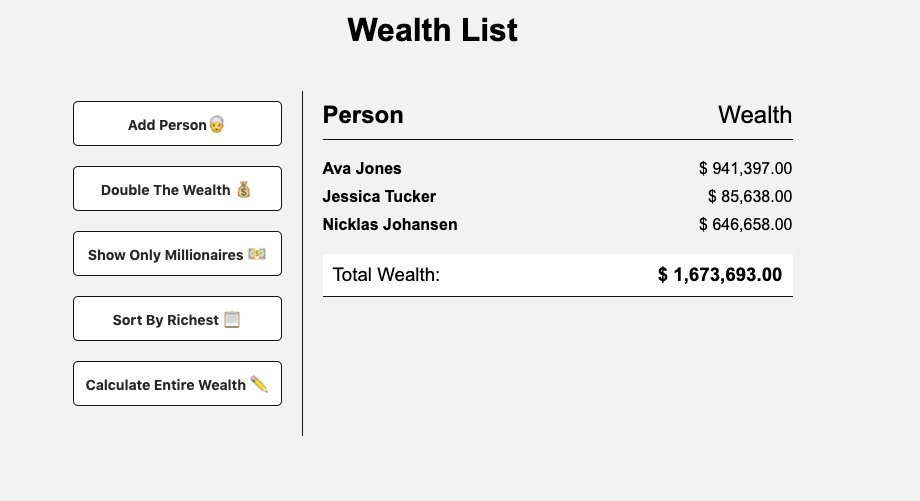 Wealth List
Add Person
Double The Wealth
Show Only Millionaires
Sort By Richest
Calculate Entire Wealth
Person Wealth
Ava Jones $ 941,397.00
Jessica Tucker $ 85,638.00
Nicklas Johansen $ 646,658.00
Total Wealth: $ 1,673,693.00